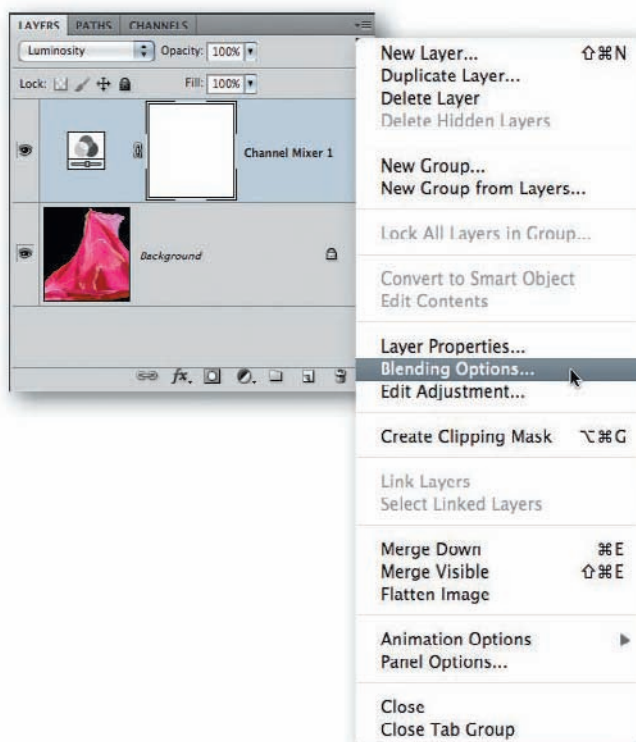 LAYERS PATHS CHANNELS
Luminosity Opacity: 100%
Lock: Fill: 100%
Channel Mixer 1
Background
fx.
New Layer... ⇧⌘N
Duplicate Layer...
Delete Layer
Delete Hidden Layers
New Group...
New Group from Layers...
Lock All Layers in Group...
Convert to Smart Object
Edit Contents
Layer Properties...
Blending Options...
Edit Adjustment...
Create Clipping Mask ⌥⌘G
Link Layers
Select Linked Layers
Merge Down ⌘E
Merge Visible ⇧⌘E
Flatten Image
Animation Options
Panel Options...
Close
Close Tab Group